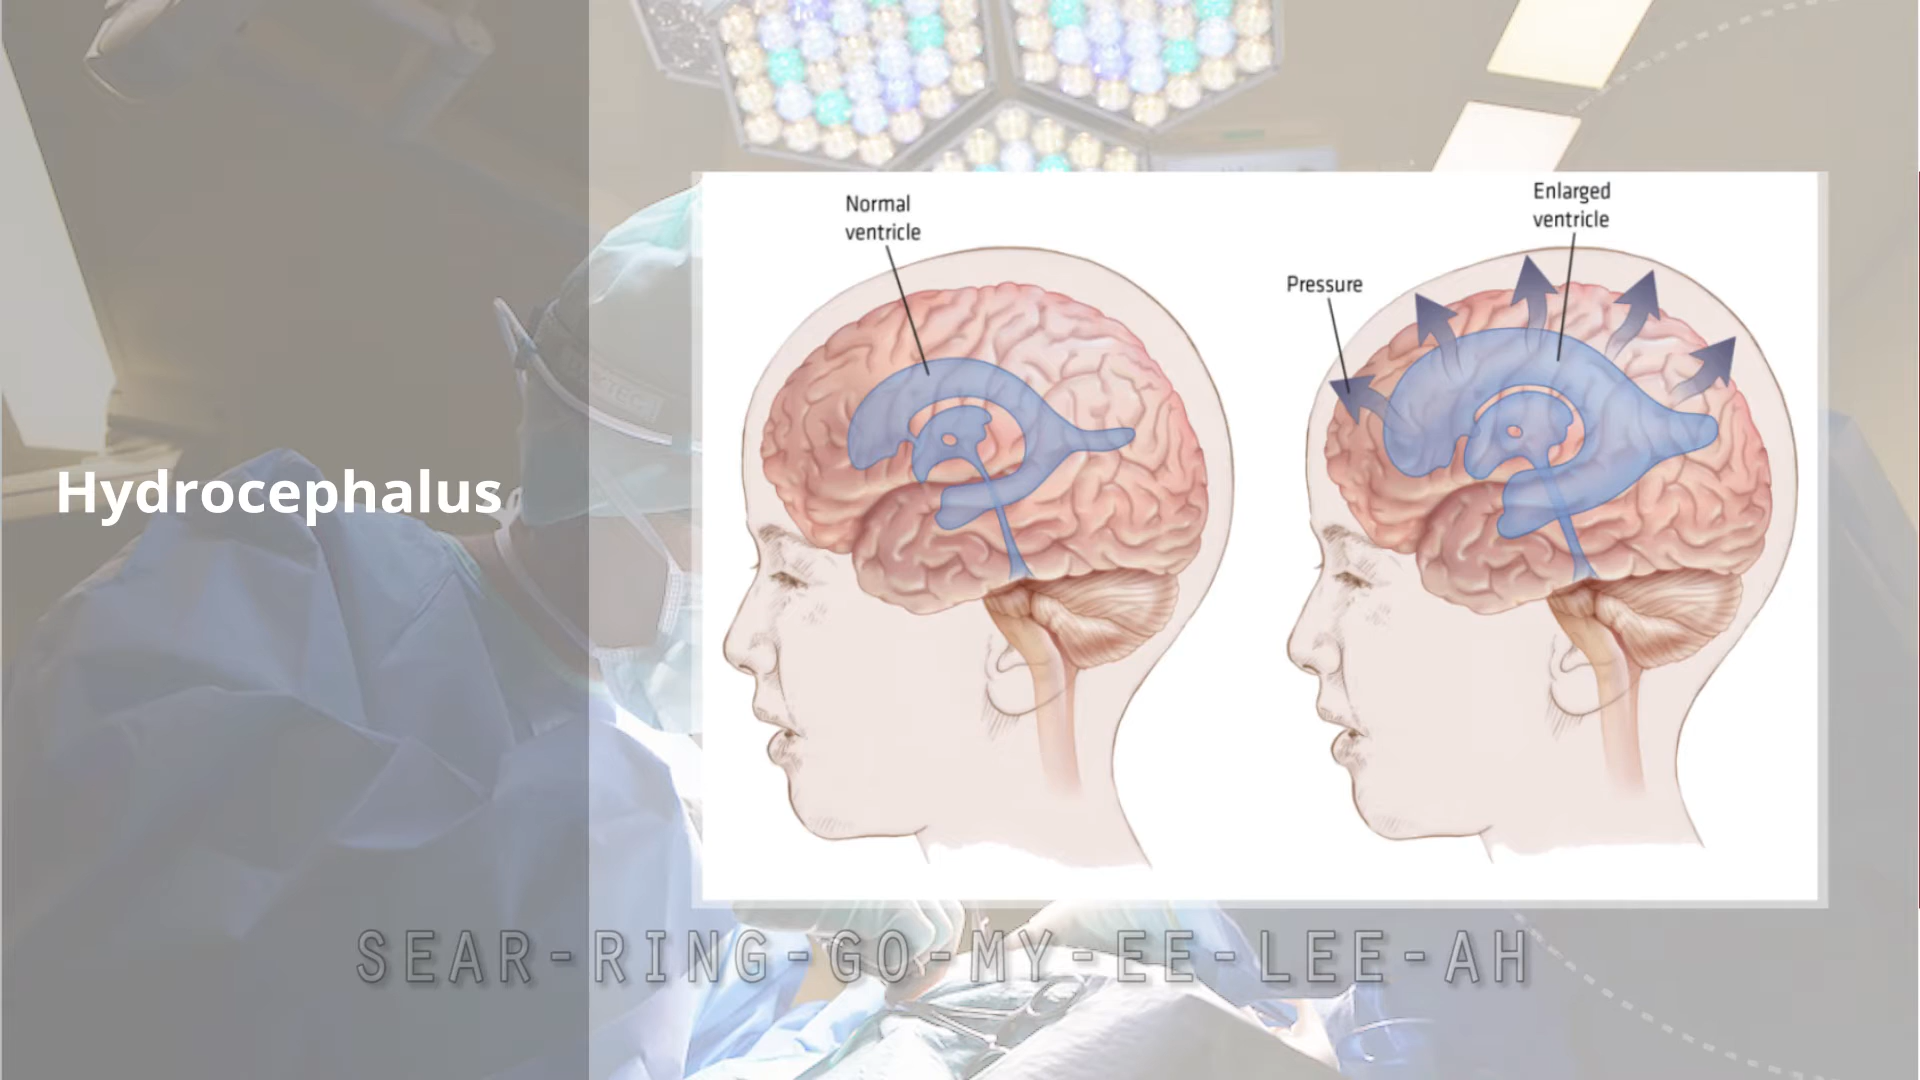 Normal
ventricle
Enlarged
ventricle
Pressure
Hydrocephalus
SEAR-RING-GO-MY-EE-LEE-AH